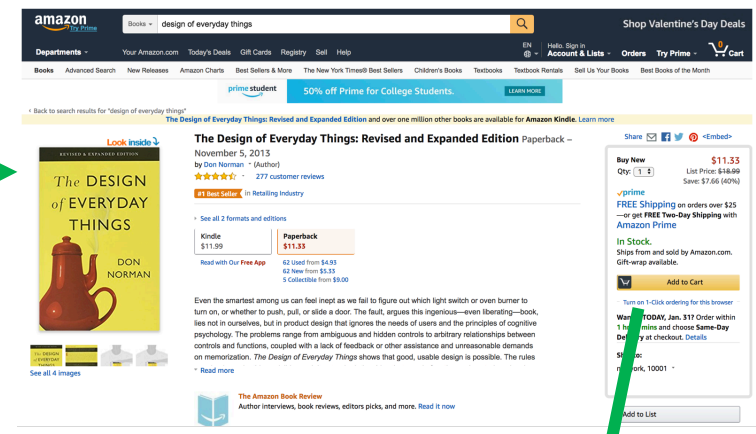 amazon
Try Prime
Books
design of everyday things
Shop Valentine's Day Deals
Departments
Your Amazon.com Today's Deals Gift Cards Registry Sell Help
EN
Hello. Sign in
Account & Lists
Orders
Try Prime
0
Cart
Books Advanced Search New Releases Amazon Charts Best Sellers & More The New York Times® Best Sellers Children's Books Textbooks Textbook Rentals Sell Us Your Books Best Books of the Month
prime student
50% off Prime for College Students.
LEARN MORE
‹ Back to search results for "design of everyday things"
The Design of Everyday Things: Revised and Expanded Edition and over one million other books are available for Amazon Kindle. Learn more
Look inside
REVISED & EXPANDED EDITION
The DESIGN
of EVERYDAY
THINGS
DON
NORMAN
See all 4 images
The Design of Everyday Things: Revised and Expanded Edition Paperback –
November 5, 2013
by Don Norman (Author)
277 customer reviews
#1 Best Seller in Retailing Industry
› See all 2 formats and editions
Kindle
$11.99
Paperback
$11.33
Read with Our Free App
62 Used from $4.93
62 New from $5.33
5 Collectible from $9.00
Even the smartest among us can feel inept as we fail to figure out which light switch or oven burner to
turn on, or whether to push, pull, or slide a door. The fault, argues this ingenious—even liberating—book,
lies not in ourselves, but in product design that ignores the needs of users and the principles of cognitive
psychology. The problems range from ambiguous and hidden controls to arbitrary relationships between
controls and functions, coupled with a lack of feedback or other assistance and unreasonable demands
on memorization. The Design of Everyday Things shows that good, usable design is possible. The rules
Read more
The Amazon Book Review
Author interviews, book reviews, editors picks, and more. Read it now
Share <Embed>
Buy New
$11.33
Qty: 1
List Price: $18.99
Save: $7.66 (40%)
prime
FREE Shipping on orders over $25
—or get FREE Two-Day Shipping with
Amazon Prime
In Stock.
Ships from and sold by Amazon.com.
Gift-wrap available.
Add to Cart
Turn on 1-Click ordering for this browser
TODAY, Jan. 31? Order within
1 mins and choose Same-Day
at checkout. Details
to:
10001
Add to List